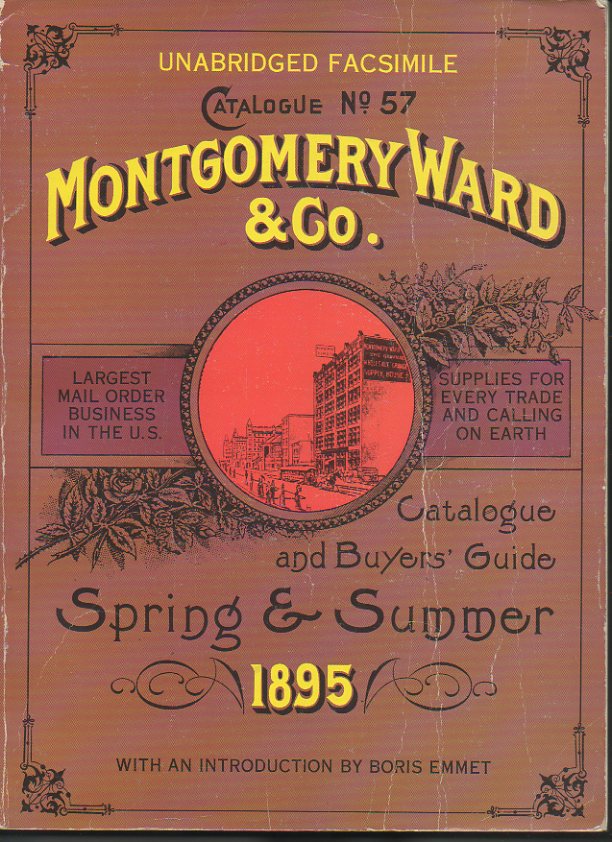 UNABRIDGED FACSIMILE
CATALOGUE Nº 57
MONTGOMERY WARD
& CO.
LARGEST
MAIL ORDER
BUSINESS
IN THE U.S.
SUPPLIES FOR
EVERY TRADE
AND CALLING
ON EARTH
Catalogue
and Buyers' Guide
Spring & Summer
1895
WITH AN INTRODUCTION BY BORIS EMMET